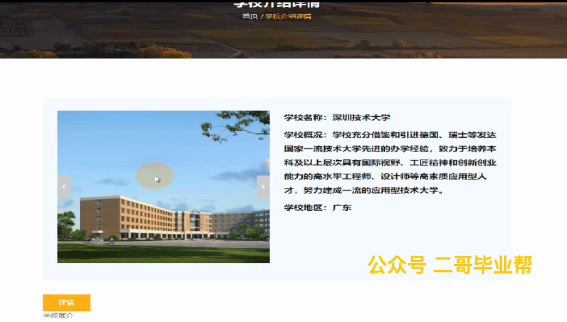 学校介绍详情
首页 / 学校介绍详情
学校名称：深圳技术大学
学校概况：学校充分借鉴和引进德国、瑞士等发达
国家一流技术大学先进的办学经验，致力于培养本
科及以上层次具有国际视野、工匠精神和创新创业
能力的高水平工程师、设计师等高素质应用型人
才，努力建成一流的应用型技术大学。
学校地区：广东
公众号 二哥毕业帮
详情
学校简介